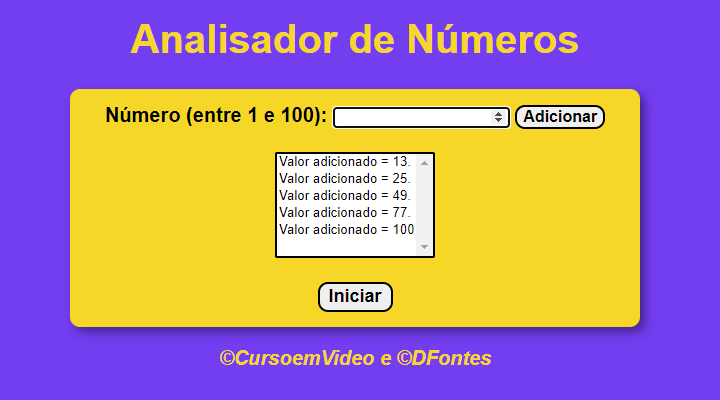 Analisador de Números
Número (entre 1 e 100): Adicionar
Valor adicionado = 13.
Valor adicionado = 25.
Valor adicionado = 49.
Valor adicionado = 77.
Valor adicionado = 100
Iniciar
©CursoemVideo e ©DFontes